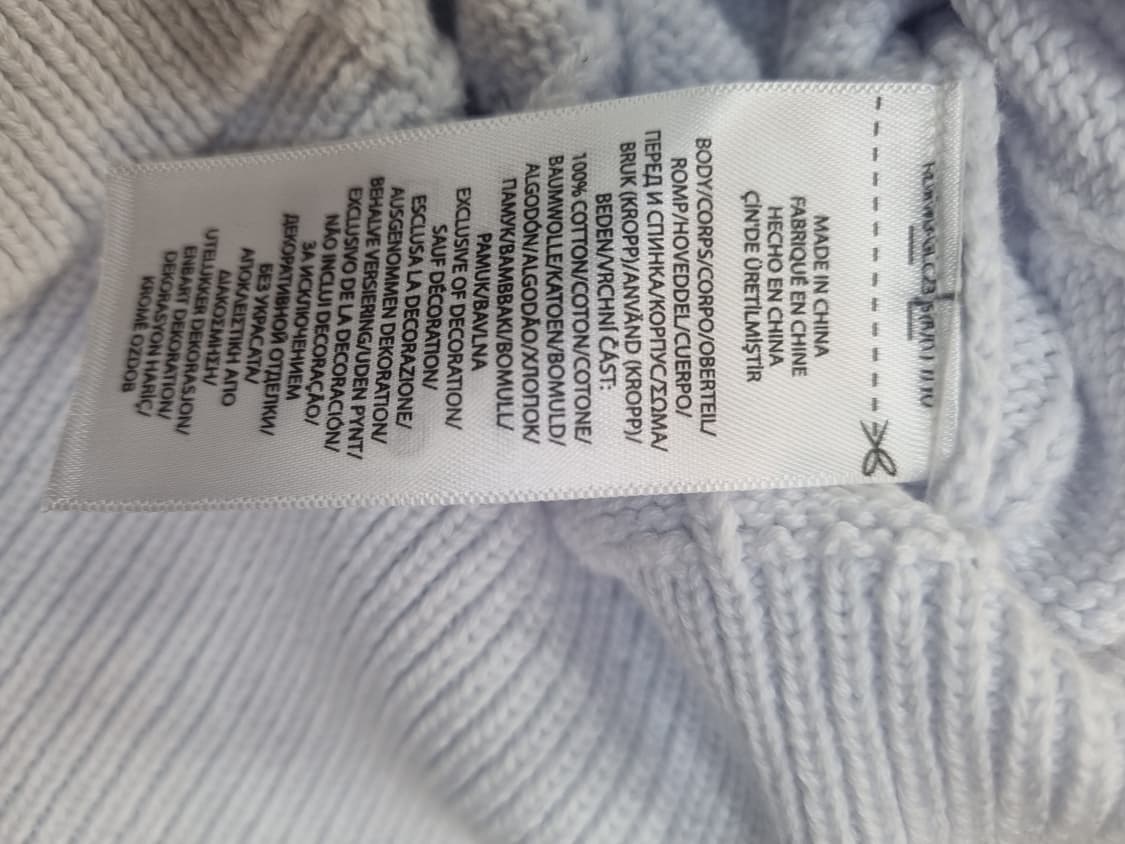 MADE IN CHINA
FABRIQUÉ EN CHINE
HECHO EN CHINA
ÇİN'DE ÜRETİLMİŞTİR
BODY/CORPS/CORPO/OBERTEIL/
ROMP/HOVEDDEL/CUERPO/
ПЕРЕД И СПИНКА/КОРПУС/ΣΩΜΑ/
BRUK (KROPP)/ANVÄND (KROPP)/
BEDEN/VRCHNÍ ČÁST:
100% COTTON/COTON/COTONE/
BAUMWOLLE/KATOEN/BOMULD/
ALGODÓN/ALGODÃO/ХЛОПОК/
ПАМУК/ΒΑΜΒΑΚΙ/BOMULL/
PAMUK/BAVLNA
EXCLUSIVE OF DECORATION/
SAUF DÉCORATION/
ESCLUSA LA DECORAZIONE/
AUSGENOMMEN DEKORATION/
BEHALVE VERSIERING/UDEN PYNT/
EXCLUSIVO DE LA DECORACIÓN/
NÃO INCLUI DECORAÇÃO/
ЗА ИСКЛЮЧЕНИЕМ
ДЕКОРАТИВНОЙ ОТДЕЛКИ/
БЕЗ УКРАСАТА/
ΑΠΟΚΛΕΙΣΤΙΚΗ ΑΠΟ
ΔΙΑΚΟΣΜΗΣΗ/
UTELUKKER DEKORASJON/
ENBART DEKORATION/
DEKORASYON HARİÇ/
KROMĚ OZDOB